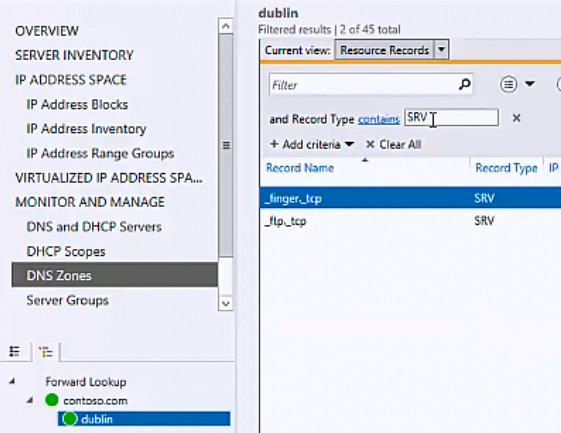 OVERVIEW
SERVER INVENTORY
IP ADDRESS SPACE
IP Address Blocks
IP Address Inventory
IP Address Range Groups
VIRTUALIZED IP ADDRESS SPA...
MONITOR AND MANAGE
DNS and DHCP Servers
DHCP Scopes
DNS Zones
Server Groups
Forward Lookup
contoso.com
dublin
dublin
Filtered results | 2 of 45 total
Current view: Resource Records
Filter
and Record Type contains SRV
+ Add criteria Clear All
Record Name Record Type IP
_finger._tcp SRV
_ftp._tcp SRV